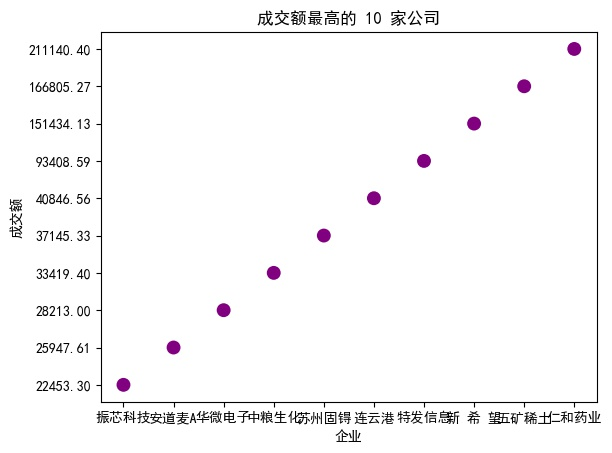 成交额最高的 10 家公司
成交额
211140.40
166805.27
151434.13
93408.59
40846.56
37145.33
33419.40
28213.00
25947.61
22453.30
振芯科技 安道麦A 华微电子 中粮生化 苏州固锝 连云港 特发信息 新 希 望 五矿稀土 仁和药业
企业